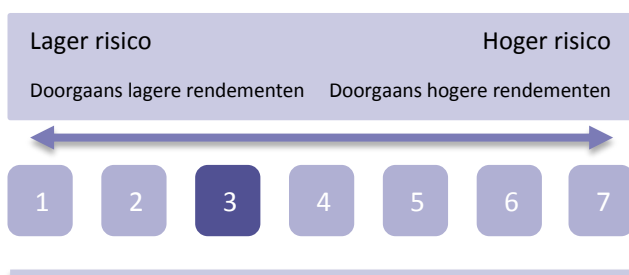 Lager risico Hoger risico
Doorgaans lagere rendementen Doorgaans hogere rendementen
1 2 3 4 5 6 7